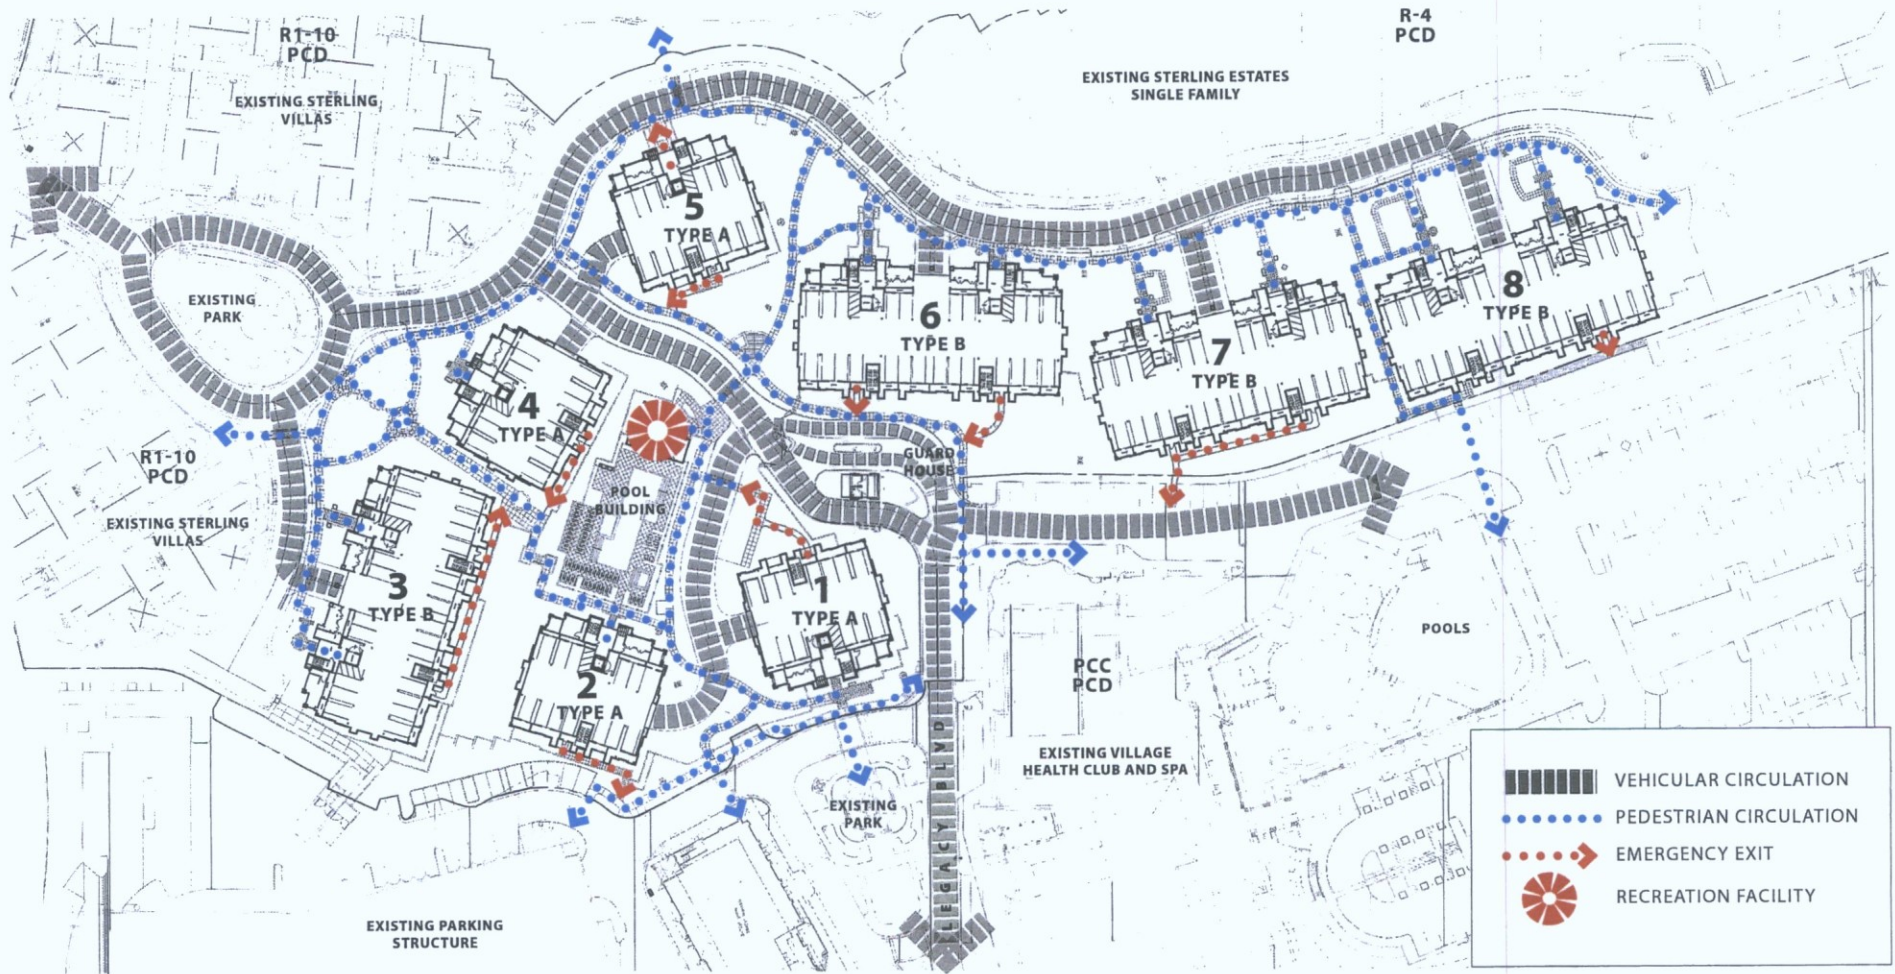 R1-10
PCD
EXISTING STERLING
VILLAS
R-4
PCD
EXISTING STERLING ESTATES
SINGLE FAMILY
5
TYPE A
EXISTING
PARK
6
TYPE B
7
TYPE B
8
TYPE B
4
TYPE A
R1-10
PCD
EXISTING STERLING
VILLAS
GUARD
HOUSE
POOL
BUILDING
3
TYPE B
1
TYPE A
2
TYPE A
POOLS
PCC
PCD
EXISTING VILLAGE
HEALTH CLUB AND SPA
EXISTING
PARK
LEGACY BLVD
EXISTING PARKING
STRUCTURE
VEHICULAR CIRCULATION
PEDESTRIAN CIRCULATION
EMERGENCY EXIT
RECREATION FACILITY